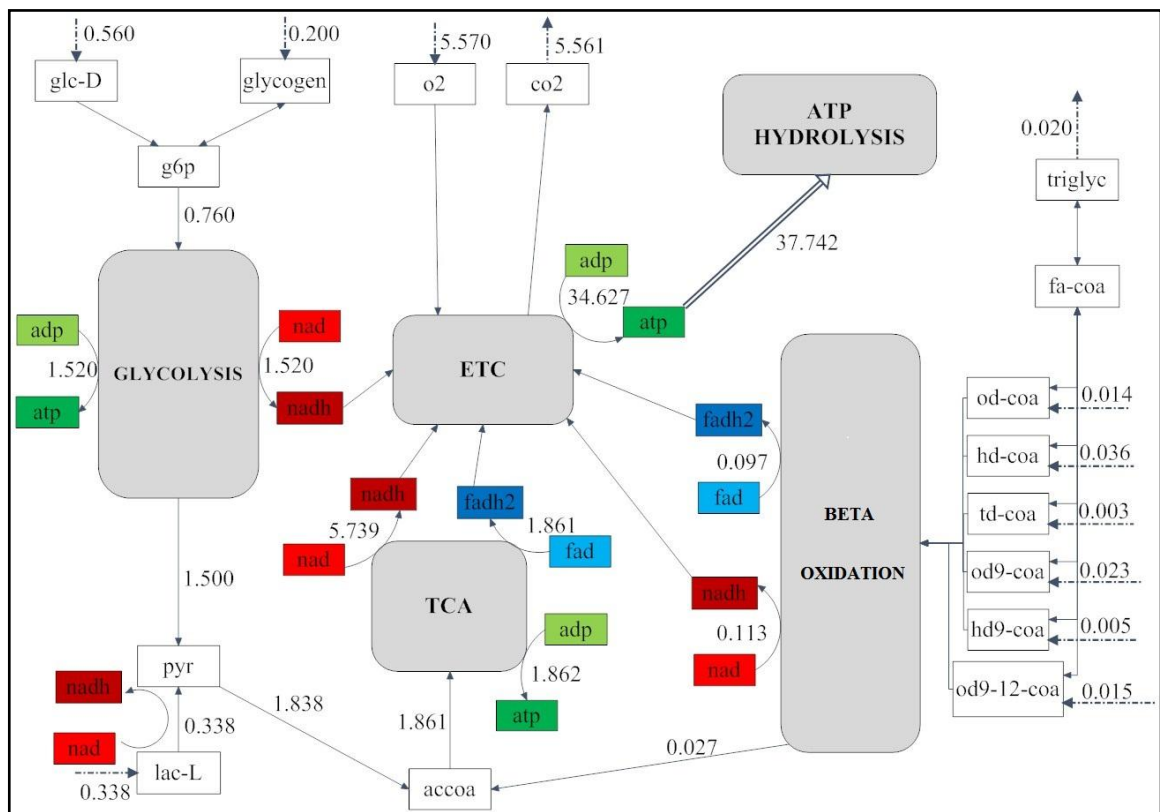 0.560
0.200
5.570
5.561
glc-D
glycogen
o2
co2
ATP
HYDROLYSIS
0.020
triglyc
g6p
0.760
37.742
fa-coa
adp
34.627
atp
adp
1.520
atp
GLYCOLYSIS
nad
1.520
nadh
ETC
fadh2
0.097
fad
od-coa
0.014
hd-coa
0.036
td-coa
0.003
od9-coa
0.023
hd9-coa
0.005
od9-12-coa
0.015
BETA
OXIDATION
nadh
5.739
nad
fadh2
1.861
fad
TCA
adp
1.862
atp
nadh
0.113
nad
1.500
pyr
nadh
nad
0.338
lac-L
0.338
1.838
1.861
accoa
0.027